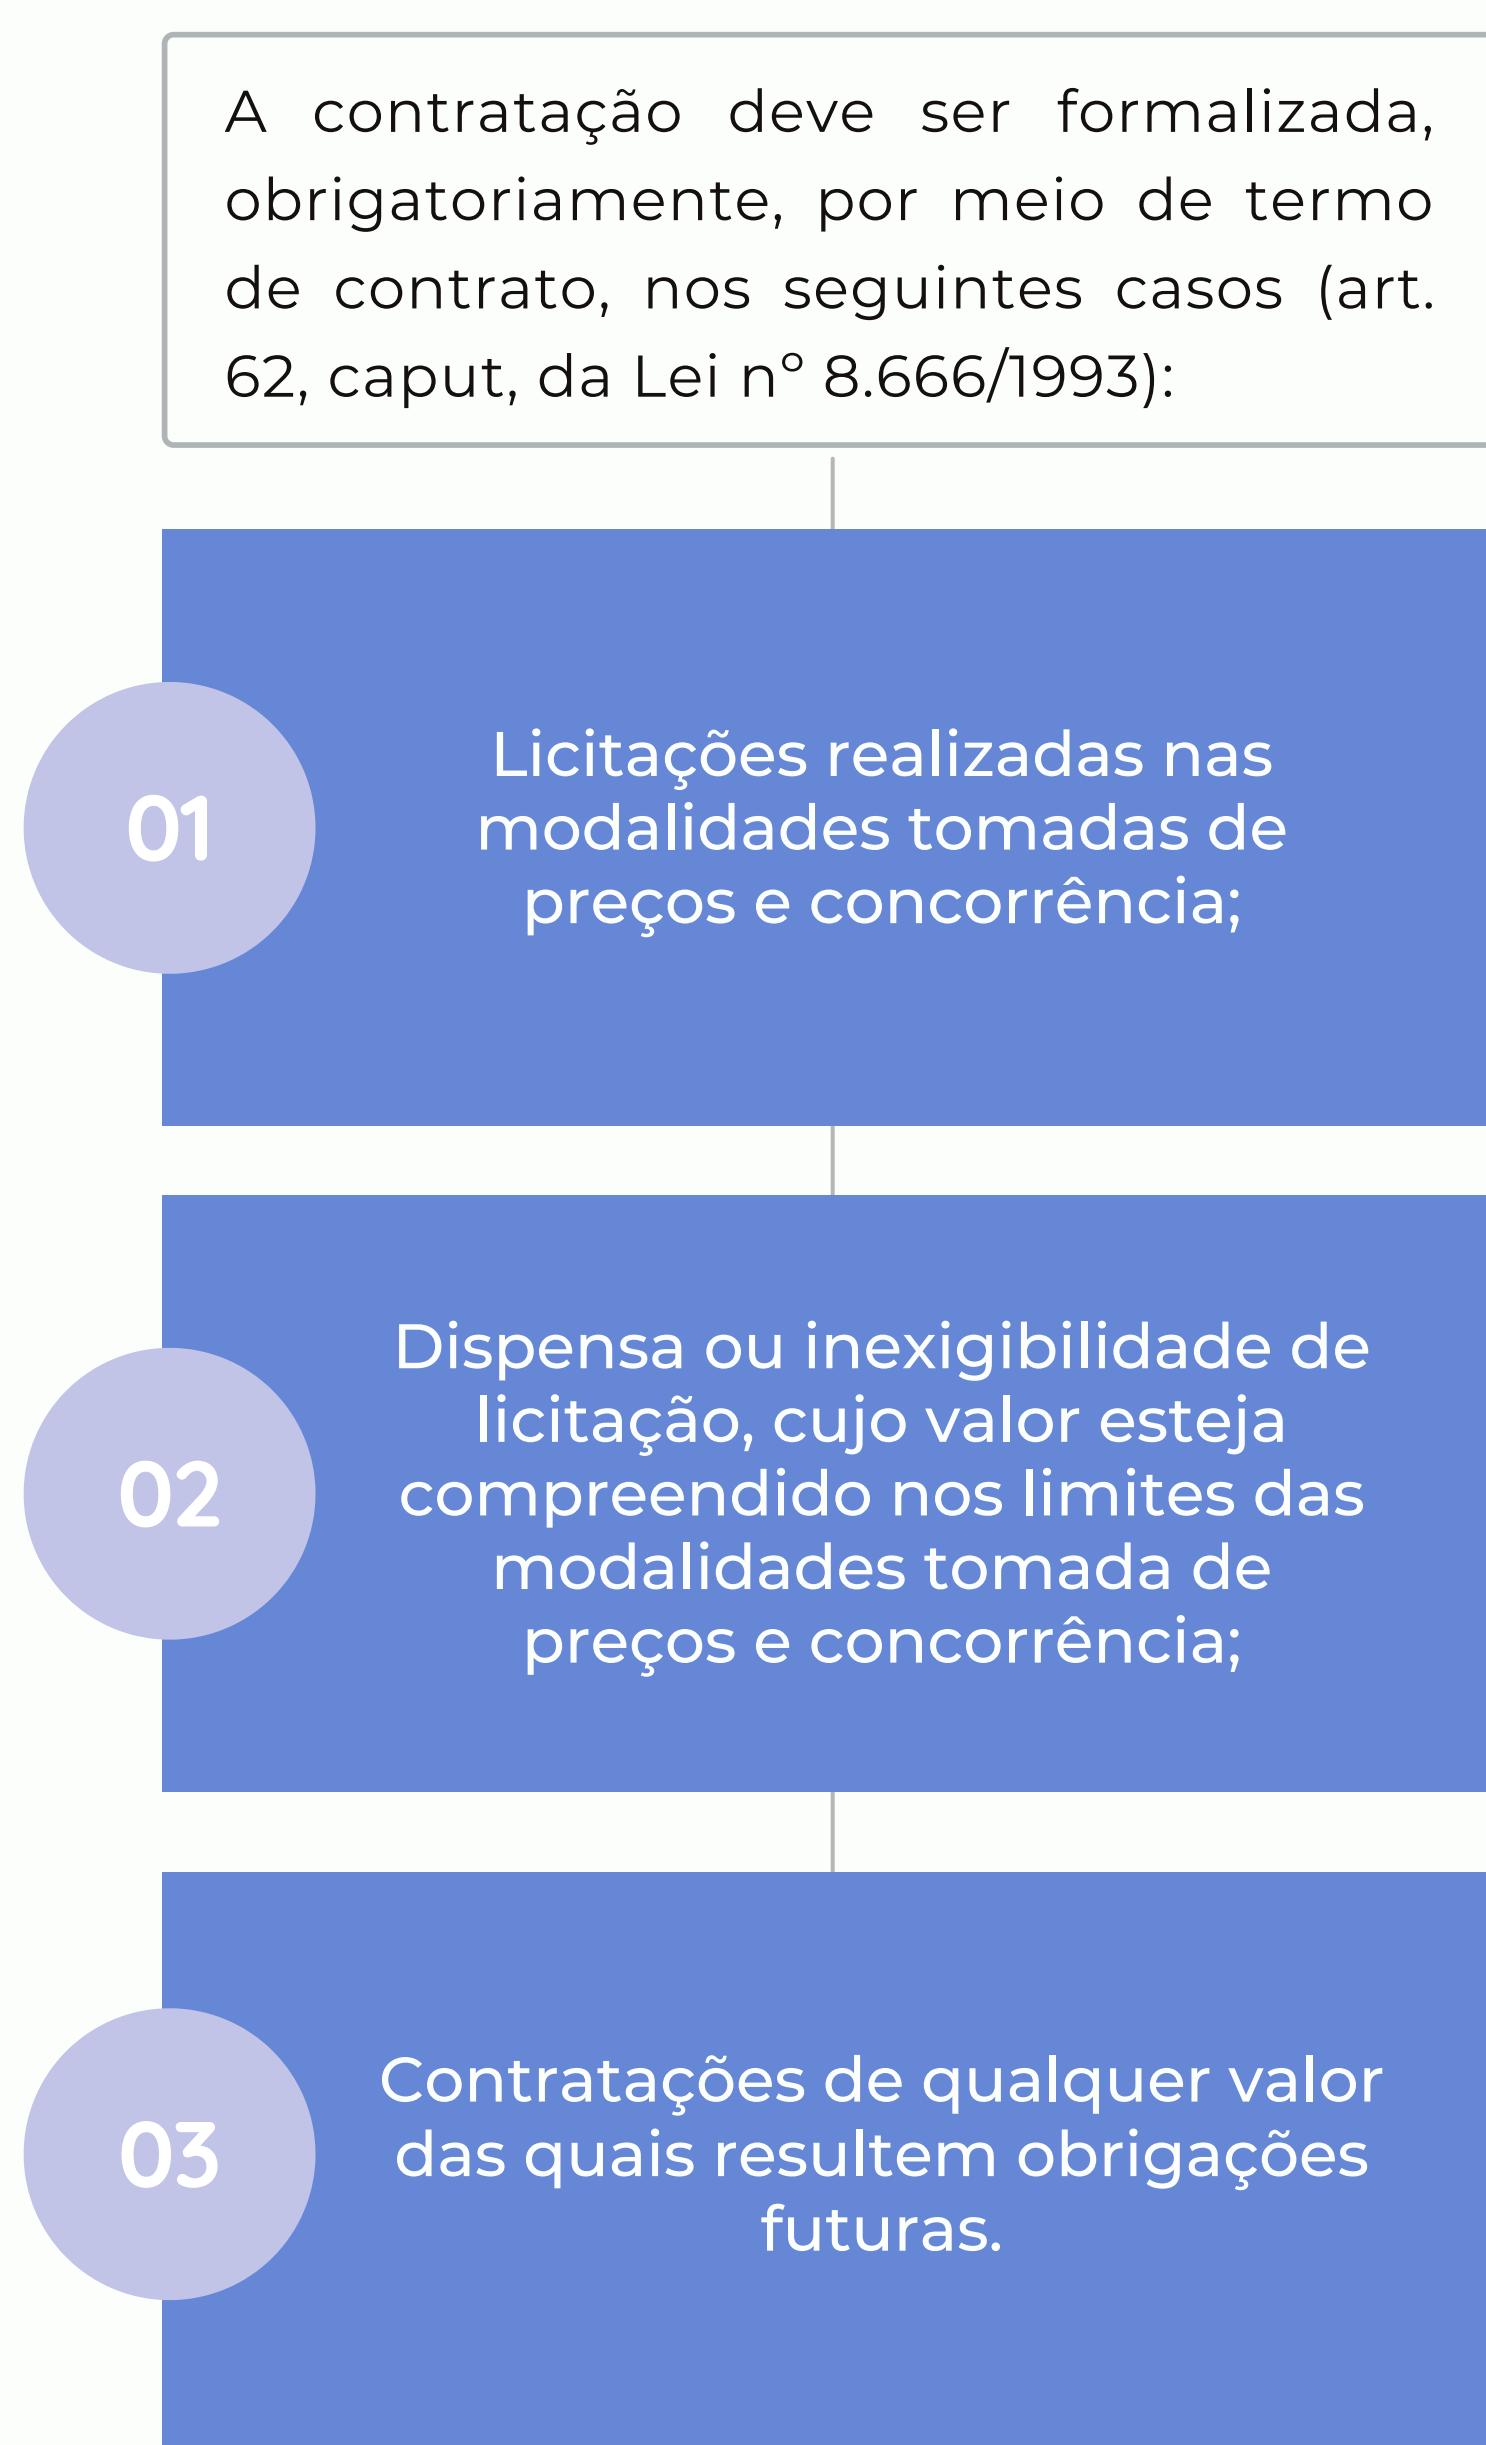 A contratação deve ser formalizada,
obrigatoriamente, por meio de termo
de contrato, nos seguintes casos (art.
62, caput, da Lei nº 8.666/1993):
01
Licitações realizadas nas
modalidades tomadas de
preços e concorrência;
02
Dispensa ou inexigibilidade de
licitação, cujo valor esteja
compreendido nos limites das
modalidades tomada de
preços e concorrência;
03
Contratações de qualquer valor
das quais resultem obrigações
futuras.